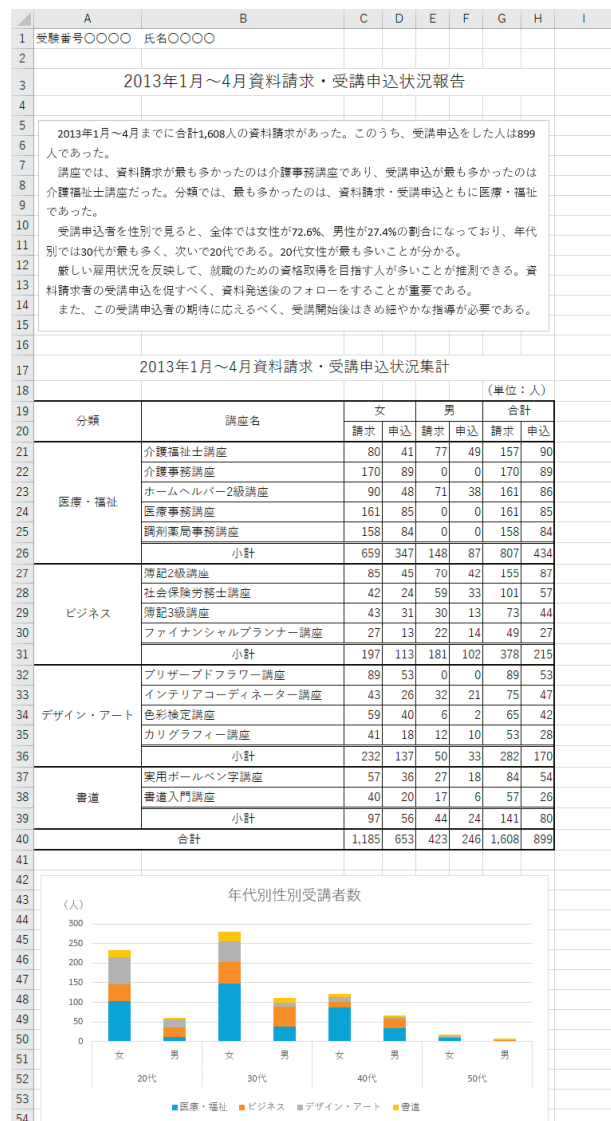 A B C D E F G H I
1 受験番号〇〇〇〇 氏名〇〇〇〇
2
3 2013年1月～4月資料請求・受講申込状況報告
4
5
6 2013年1月～4月までに合計1,608人の資料請求があった。このうち、受講申込をした人は899
人であった。
7 講座では、資料請求が最も多かったのは介護事務講座であり、受講申込が最も多かったのは
8 介護福祉士講座だった。分類では、最も多かったのは、資料請求・受講申込ともに医療・福祉
9 であった。
10 受講申込者を性別で見ると、全体では女性が72.6%、男性が27.4%の割合になっており、年代
11 別では30代が最も多く、次いで20代である。20代女性が最も多いことが分かる。
12 厳しい雇用状況を反映して、就職のための資格取得を目指す人が多いことが推測できる。資
13 料請求者の受講申込を促すべく、資料発送後のフォローをすることが重要である。
14 また、この受講申込者の期待に応えるべく、受講開始後はきめ細やかな指導が必要である。
15
16
17 2013年1月～4月資料請求・受講申込状況集計
18 （単位：人）
19 分類 講座名 女 男 合計
20 請求 申込 請求 申込 請求 申込
21 介護福祉士講座 80 41 77 49 157 90
22 介護事務講座 170 89 0 0 170 89
23 医療・福祉 ホームヘルパー2級講座 90 48 71 38 161 86
24 医療事務講座 161 85 0 0 161 85
25 調剤薬局事務講座 158 84 0 0 158 84
26 小計 659 347 148 87 807 434
27 簿記2級講座 85 45 70 42 155 87
28 社会保険労務士講座 42 24 59 33 101 57
29 ビジネス 簿記3級講座 43 31 30 13 73 44
30 ファイナンシャルプランナー講座 27 13 22 14 49 27
31 小計 197 113 181 102 378 215
32 プリザーブドフラワー講座 89 53 0 0 89 53
33 インテリアコーディネーター講座 43 26 32 21 75 47
34 デザイン・アート 色彩検定講座 59 40 6 2 65 42
35 カリグラフィー講座 41 18 12 10 53 28
36 小計 232 137 50 33 282 170
37 実用ボールペン字講座 57 36 27 18 84 54
38 書道 書道入門講座 40 20 17 6 57 26
39 小計 97 56 44 24 141 80
40 合計 1,185 653 423 246 1,608 899
41
42
43 年代別性別受講者数
（人）
44 300
45 250
46 200
47 150
48 100
49 50
50 0
51 女 男 女 男 女 男 女 男
52 20代 30代 40代 50代
53 医療・福祉 ビジネス デザイン・アート 書道
54